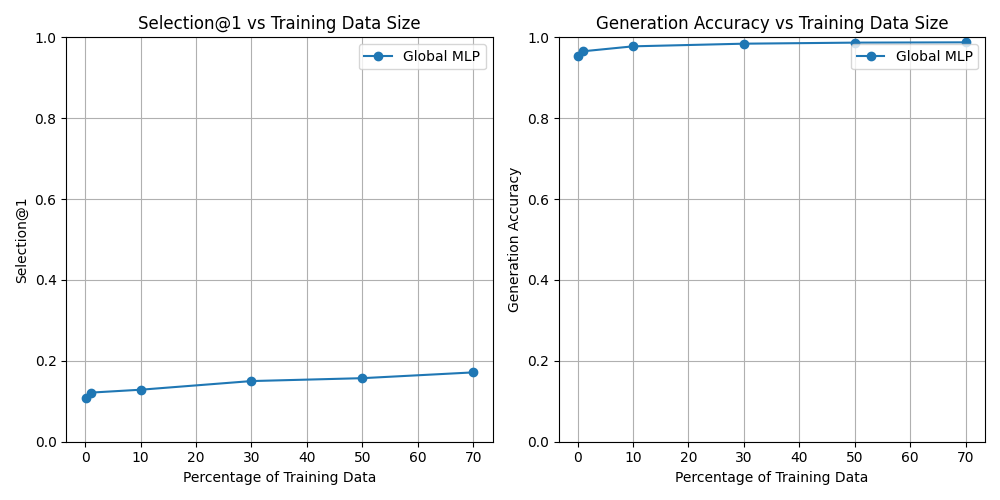 Selection@1 vs Training Data Size
1.0
0.8
0.6
0.4
0.2
0.0
Selection@1
Global MLP
0 10 20 30 40 50 60 70
Percentage of Training Data
Generation Accuracy vs Training Data Size
1.0
0.8
0.6
0.4
0.2
0.0
Generation Accuracy
Global MLP
0 10 20 30 40 50 60 70
Percentage of Training Data